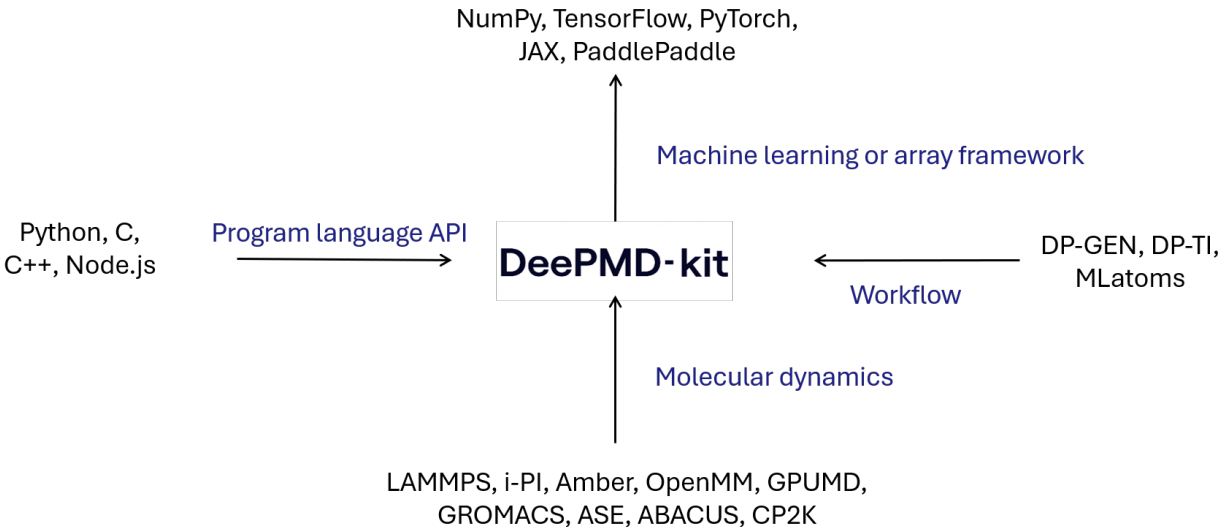 NumPy, TensorFlow, PyTorch,
JAX, PaddlePaddle
Machine learning or array framework
Python, C,
C++, Node.js
Program language API
DeePMD-kit
DP-GEN, DP-TI,
MLatoms
Workflow
Molecular dynamics
LAMMPS, i-PI, Amber, OpenMM, GPUMD,
GROMACS, ASE, ABACUS, CP2K